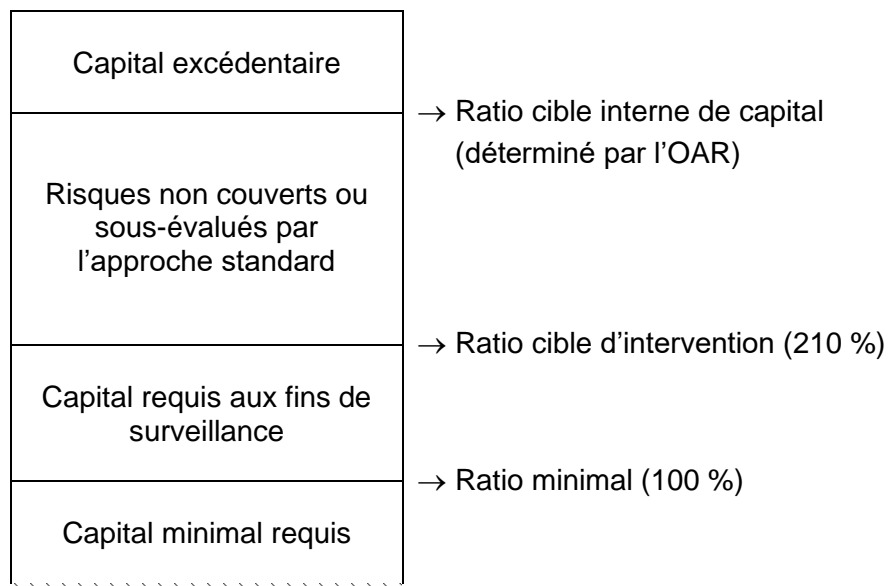 Capital excédentaire
→ Ratio cible interne de capital
(déterminé par l’OAR)
Risques non couverts ou
sous-évalués par
l’approche standard
→ Ratio cible d’intervention (210 %)
Capital requis aux fins de
surveillance
→ Ratio minimal (100 %)
Capital minimal requis